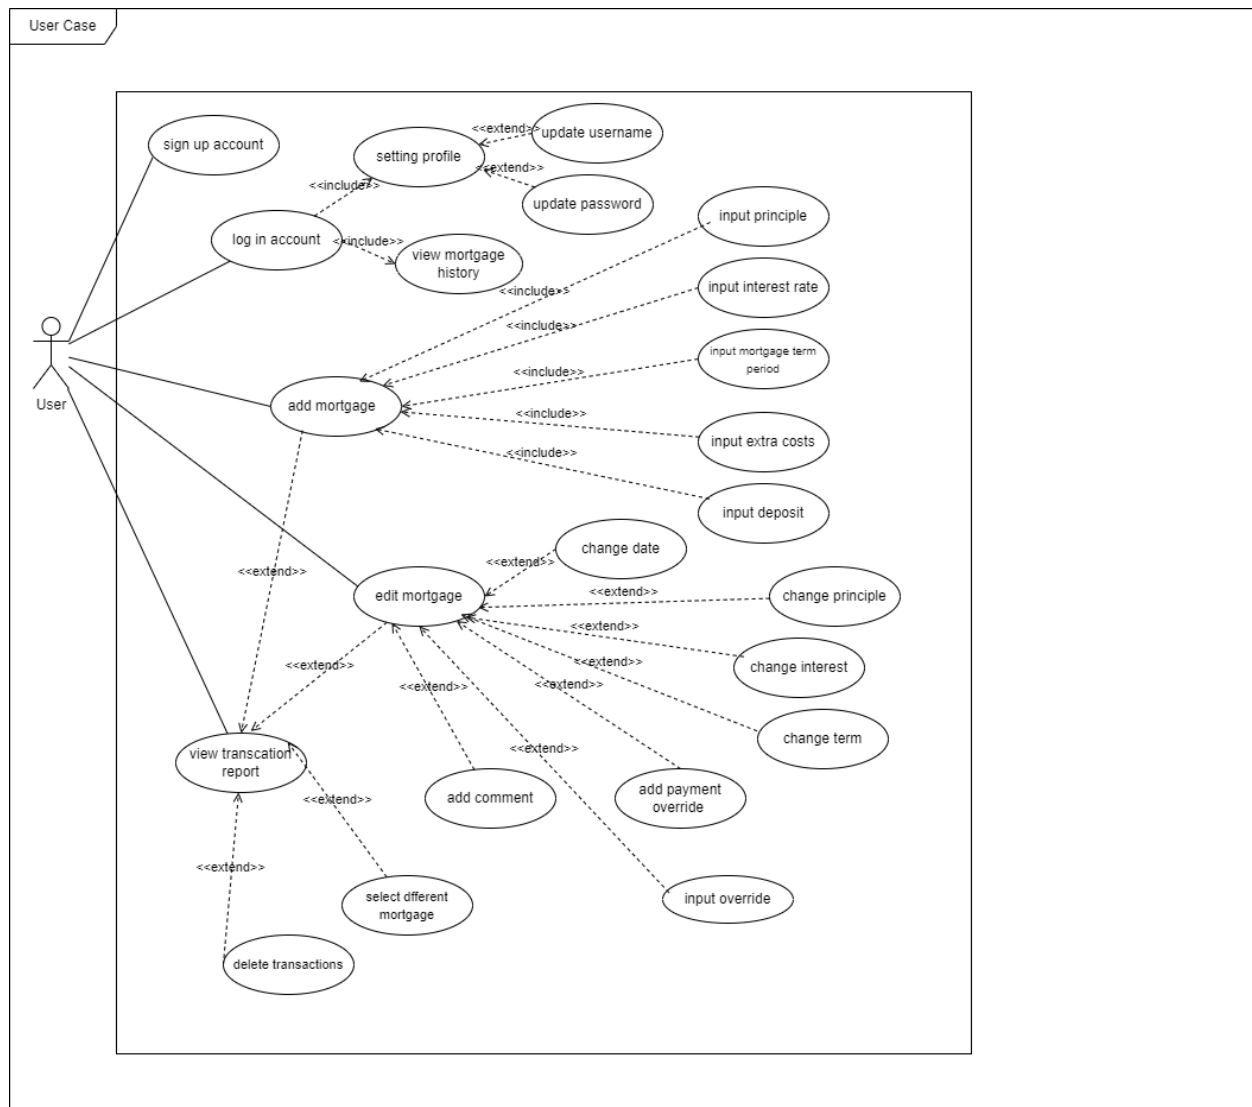 User Case
sign up account
<<extend>>
update username
setting profile
<<extend>>
<<include>>
update password
input principle
log in account
<<include>>
view mortgage
history
<<include>>
input interest rate
<<include>>
input mortgage term
period
<<include>>
User
add mortgage
<<include>>
input extra costs
<<include>>
input deposit
change date
<<extend>>
<<extend>>
edit mortgage
<<extend>>
change principle
<<extend>>
<<extend>>
<<extend>>
change interest
<<extend>>
<<extend>>
change term
view transcation
report
<<extend>>
<<extend>>
add comment
add payment
override
<<extend>>
select dfferent
mortgage
input override
delete transactions